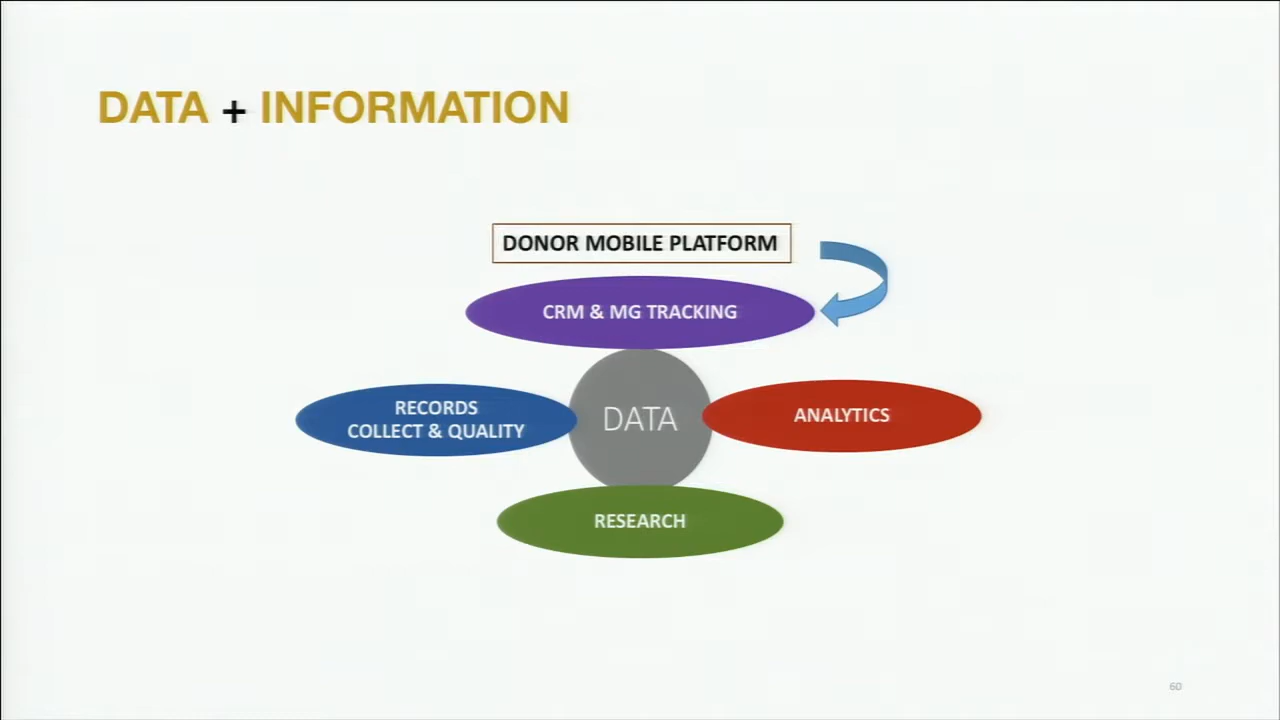 DATA + INFORMATION
DONOR MOBILE PLATFORM
CRM & MG TRACKING
RECORDS
COLLECT & QUALITY
DATA
ANALYTICS
RESEARCH
60